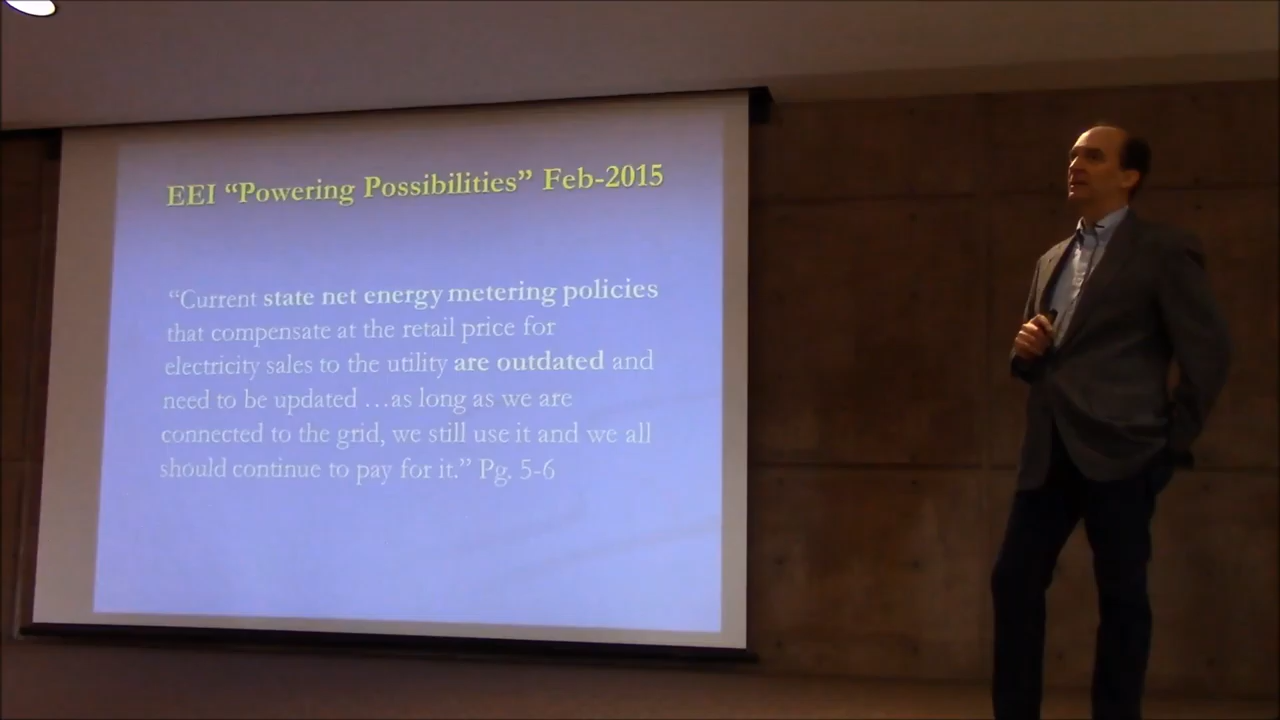 EEI “Powering Possibilities” Feb-2015
“Current state net energy metering policies
that compensate at the retail price for
electricity sales to the utility are outdated and
need to be updated …as long as we are
connected to the grid, we still use it and we all
should continue to pay for it.” Pg. 5-6